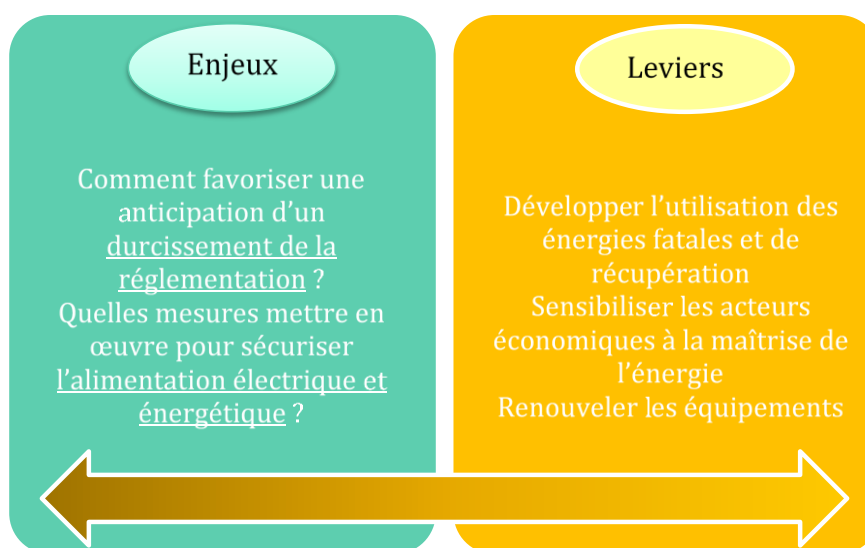 Enjeux
Comment favoriser une
anticipation d’un
durcissement de la
réglementation ?
Quelles mesures mettre en
œuvre pour sécuriser
l’alimentation électrique et
énergétique ?
Leviers
Développer l’utilisation des
énergies fatales et de
récupération
Sensibiliser les acteurs
économiques à la maîtrise de
l’énergie
Renouveler les équipements